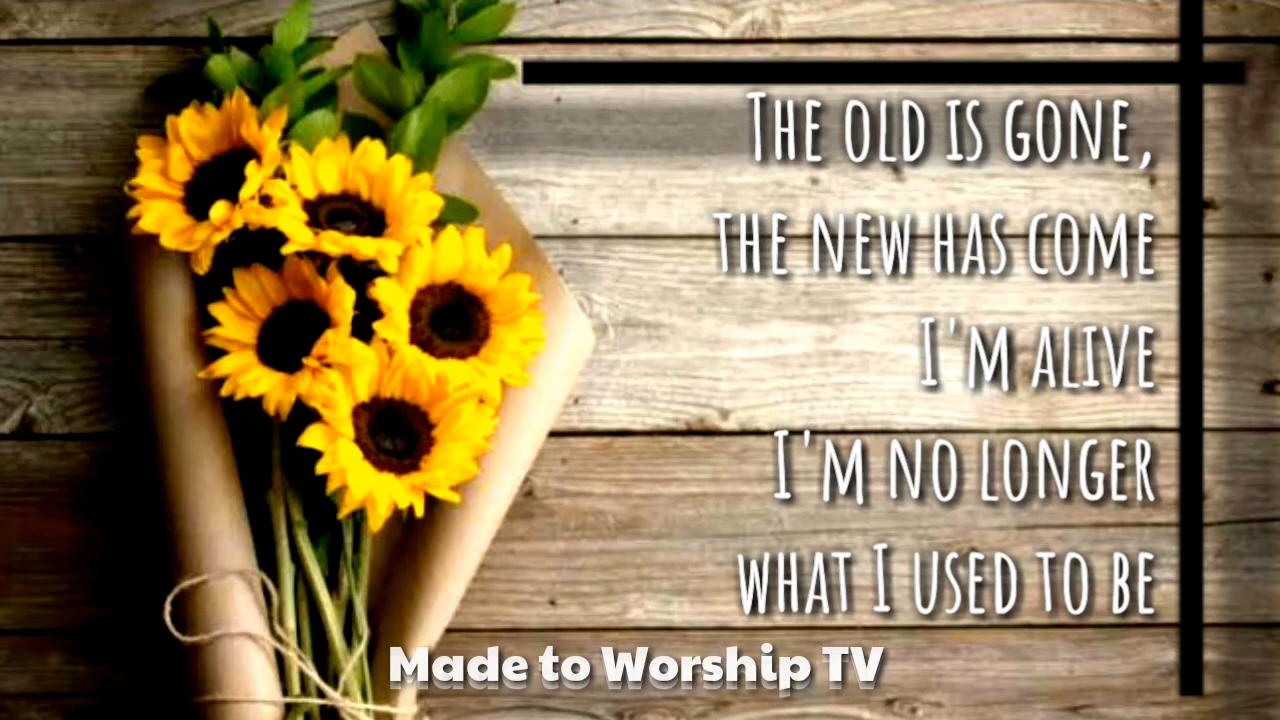 The old is gone,
the new has come
I'm alive
I'm no longer
what I used to be
Made to Worship TV